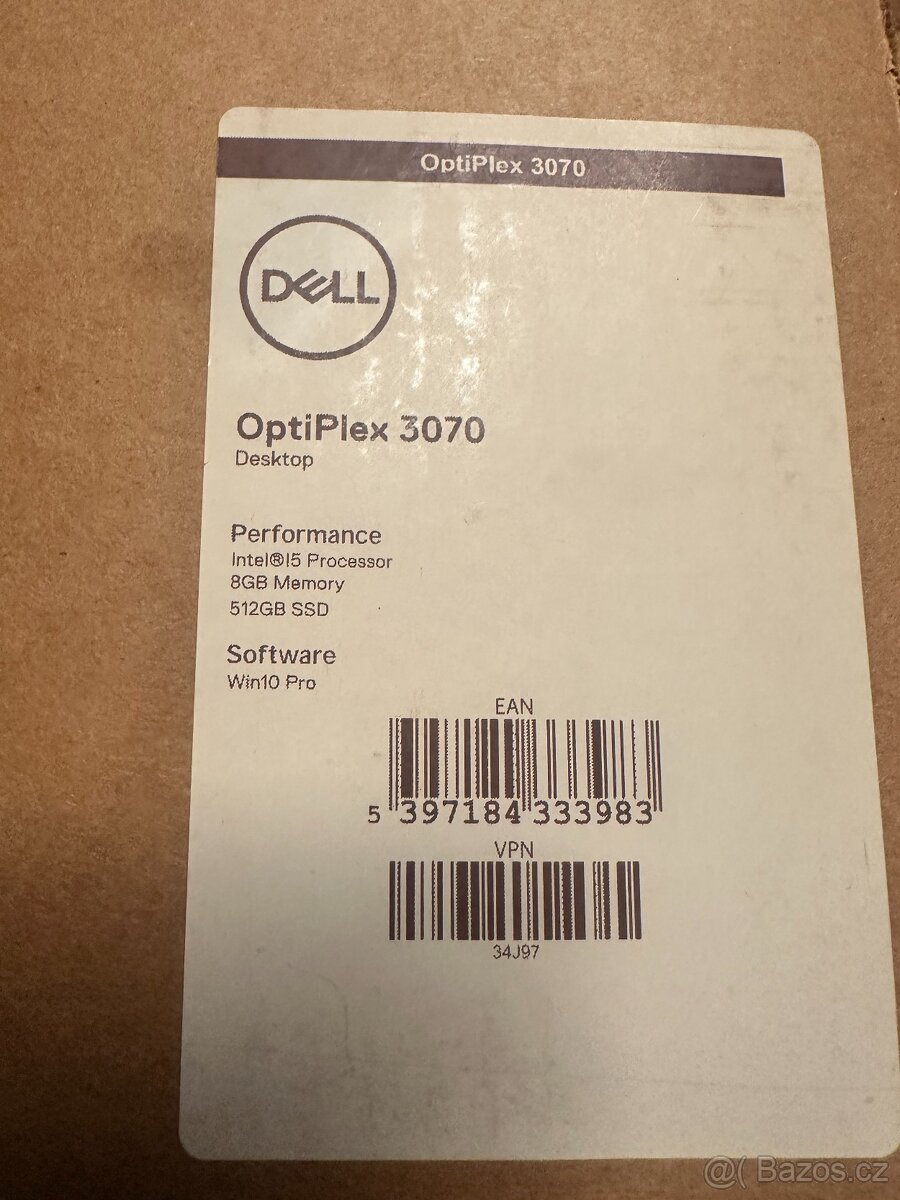 OptiPlex 3070
DELL
OptiPlex 3070
Desktop
Performance
Intel®I5 Processor
8GB Memory
512GB SSD
Software
Win10 Pro
EAN
5 397184 333983
VPN
34J97
@( Bazos.cz